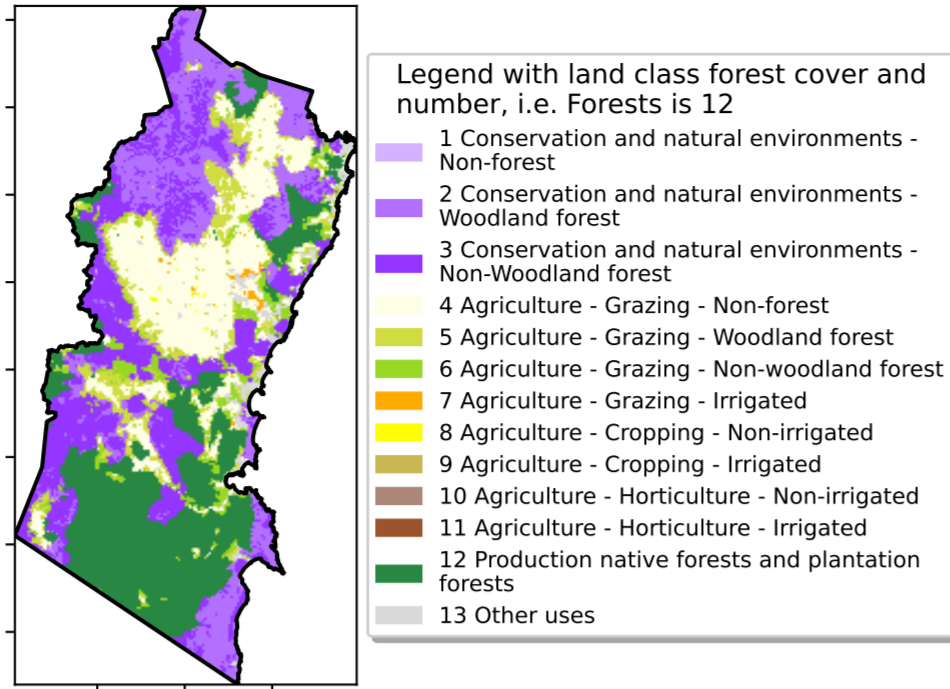 Legend with land class forest cover and
number, i.e. Forests is 12
1 Conservation and natural environments -
Non-forest
2 Conservation and natural environments -
Woodland forest
3 Conservation and natural environments -
Non-Woodland forest
4 Agriculture - Grazing - Non-forest
5 Agriculture - Grazing - Woodland forest
6 Agriculture - Grazing - Non-woodland forest
7 Agriculture - Grazing - Irrigated
8 Agriculture - Cropping - Non-irrigated
9 Agriculture - Cropping - Irrigated
10 Agriculture - Horticulture - Non-irrigated
11 Agriculture - Horticulture - Irrigated
12 Production native forests and plantation
forests
13 Other uses